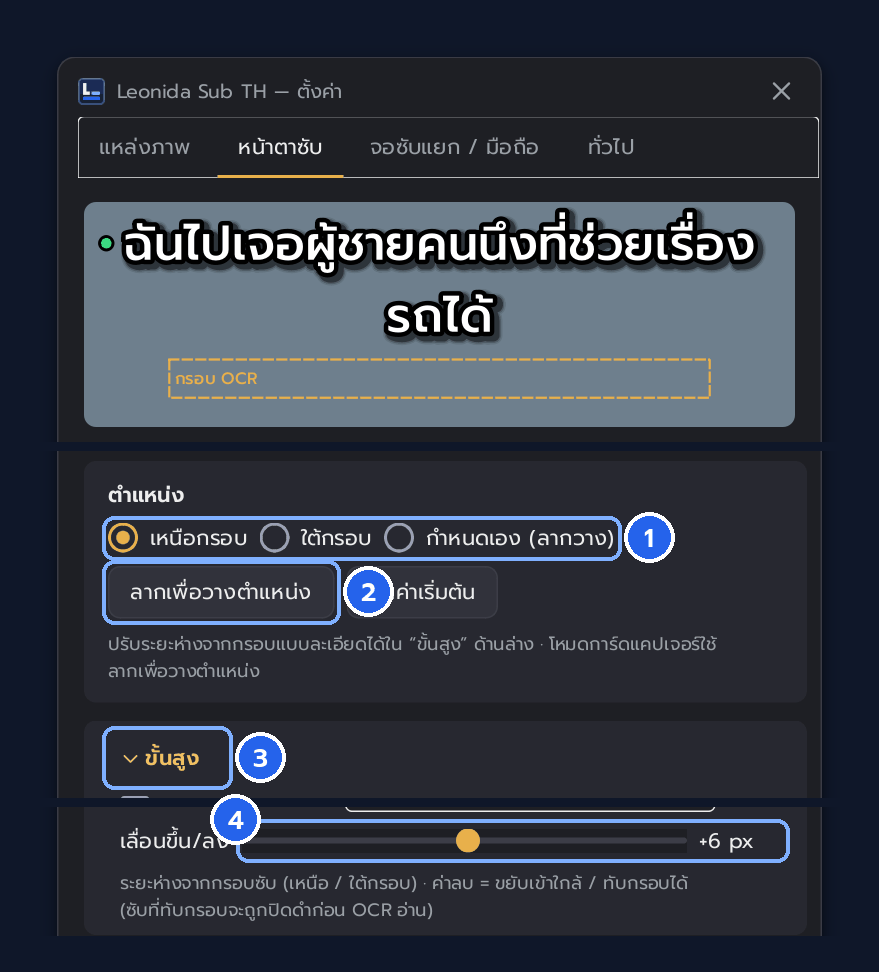 Leonida Sub TH — ตั้งค่า
แหล่งภาพ หน้าตาซับ จอซับแยก / มือถือ ทั่วไป
ฉันไปเจอผู้ชายคนนึงที่ช่วยเรื่อง
รถได้
กรอบ OCR
ตำแหน่ง
เหนือกรอบ ใต้กรอบ กำหนดเอง (ลากวาง) 1
ลากเพื่อวางตำแหน่ง 2 ค่าเริ่มต้น
ปรับระยะห่างจากกรอบแบบละเอียดได้ใน “ขั้นสูง” ด้านล่าง · โหมดการ์ดแคปเจอร์ใช้
ลากเพื่อวางตำแหน่ง
ขั้นสูง 3
4
เลื่อนขึ้น/ลง +6 px
ระยะห่างจากกรอบซับ (เหนือ / ใต้กรอบ) · ค่าลบ = ขยับเข้าใกล้ / ทับกรอบได้
(ซับที่ทับกรอบจะถูกปิดดำก่อน OCR อ่าน)